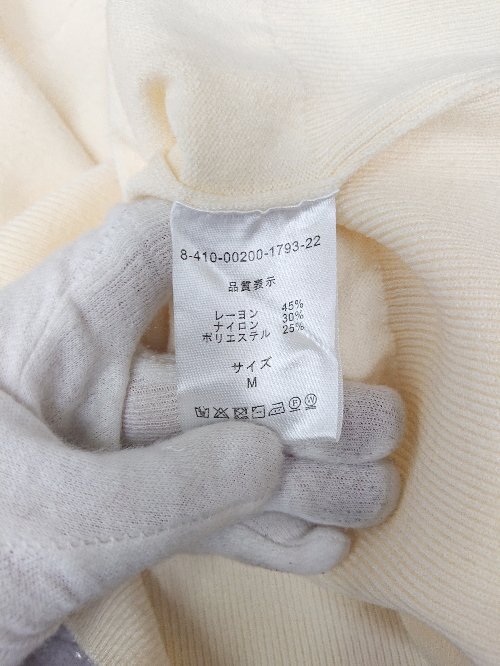 8-410-00200-1793-22
品質表示
レーヨン 45%
ナイロン 30%
ポリエステル 25%
サイズ
M